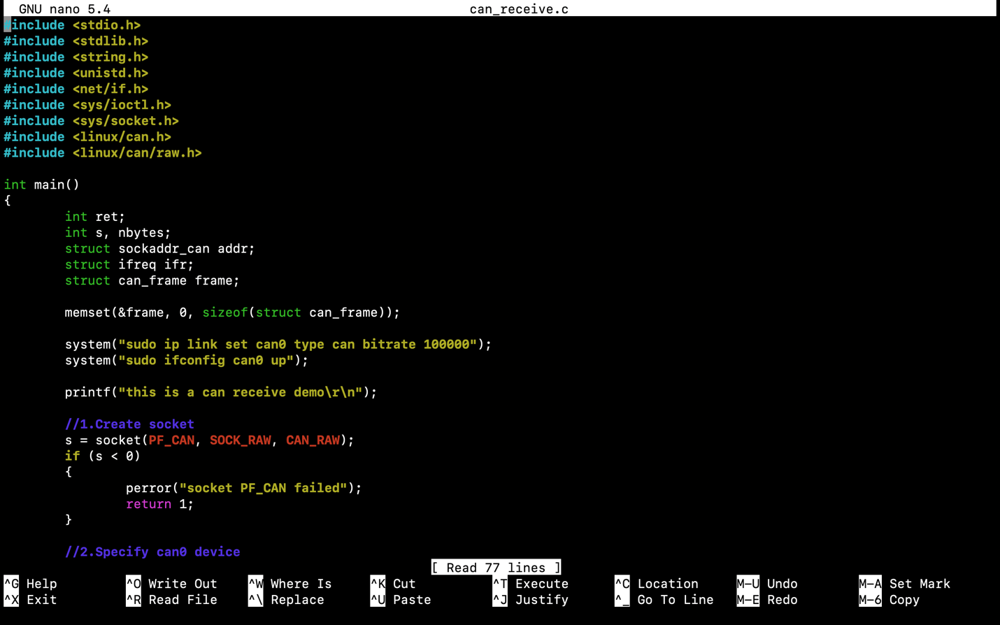 GNU nano 5.4 can_receive.c
#include <stdio.h>
#include <stdlib.h>
#include <string.h>
#include <unistd.h>
#include <net/if.h>
#include <sys/ioctl.h>
#include <sys/socket.h>
#include <linux/can.h>
#include <linux/can/raw.h>
int main()
{
int ret;
int s, nbytes;
struct sockaddr_can addr;
struct ifreq ifr;
struct can_frame frame;
memset(&frame, 0, sizeof(struct can_frame));
system("sudo ip link set can0 type can bitrate 100000");
system("sudo ifconfig can0 up");
printf("this is a can receive demo\r\n");
//1.Create socket
s = socket(PF_CAN, SOCK_RAW, CAN_RAW);
if (s < 0)
{
perror("socket PF_CAN failed");
return 1;
}
//2.Specify can0 device
[ Read 77 lines ]
^G Help ^O Write Out ^W Where Is ^K Cut ^T Execute ^C Location M-U Undo M-A Set Mark
^X Exit ^R Read File ^\ Replace ^U Paste ^J Justify ^_ Go To Line M-E Redo M-6 Copy